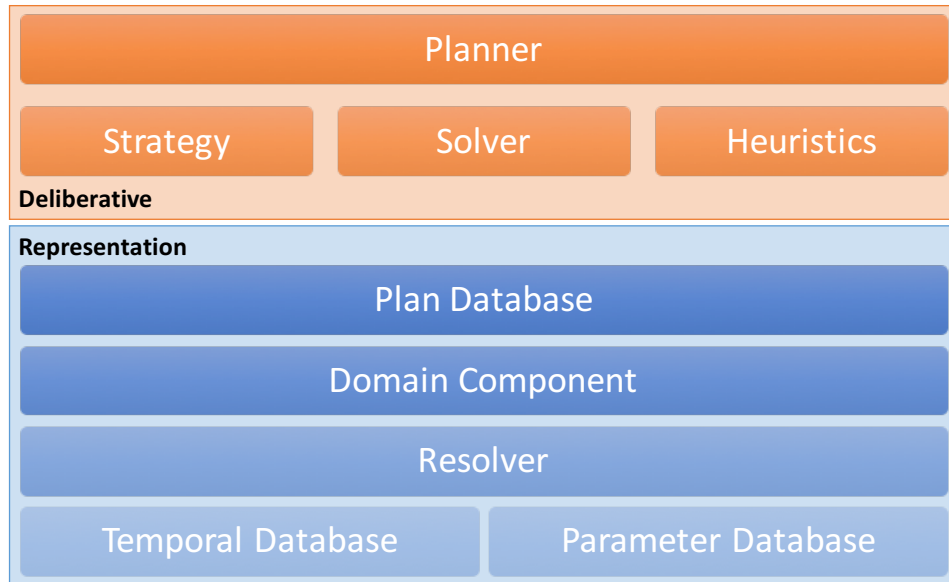 Planner
Strategy
Solver
Heuristics
Deliberative
Representation
Plan Database
Domain Component
Resolver
Temporal Database
Parameter Database